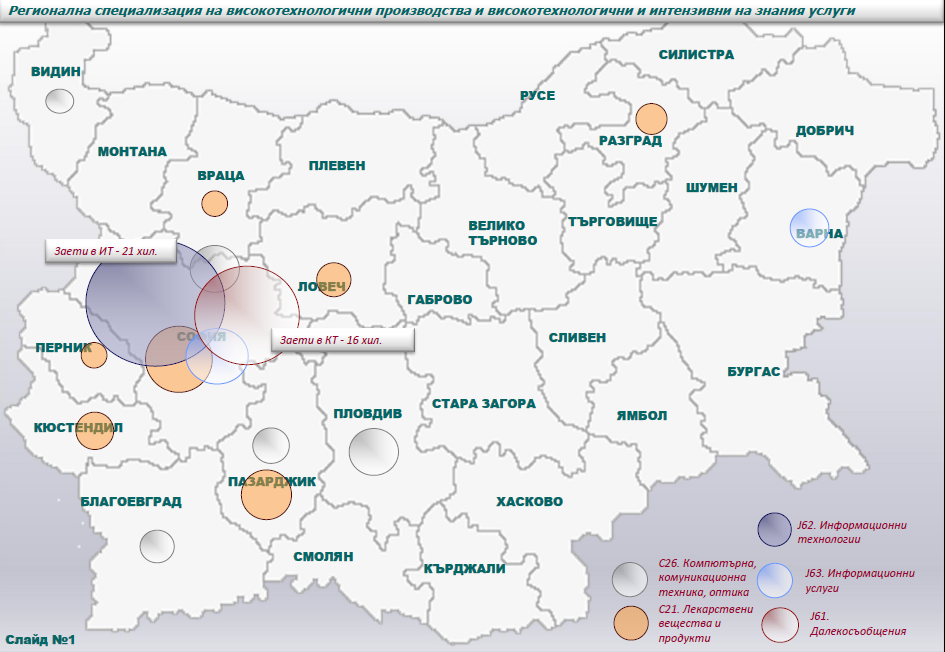 Регионална специализация на високотехнологични производства и високотехнологични и интензивни на знания услуги
СИЛИСТРА
ВИДИН
РУСЕ
ДОБРИЧ
РАЗГРАД
МОНТАНА
ПЛЕВЕН
ВРАЦА
ШУМЕН
ВЕЛИКО
ТЪРНОВО
ТЪРГОВИЩЕ
ВАРНА
Заети в ИТ - 21 хил.
ЛОВЕЧ
ГАБРОВО
СОФИЯ
Заети в КТ - 16 хил.
СЛИВЕН
ПЕРНИК
БУРГАС
СТАРА ЗАГОРА
ПЛОВДИВ
ЯМБОЛ
КЮСТЕНДИЛ
ПАЗАРДЖИК
БЛАГОЕВГРАД
ХАСКОВО
СМОЛЯН
КЪРДЖАЛИ
J62. Информационни
технологии
C26. Компютърна,
комуникационна
техника, оптика
J63. Информационни
услуги
C21. Лекарствени
вещества и
продукти
J61.
Далекосъобщения
Слайд №1